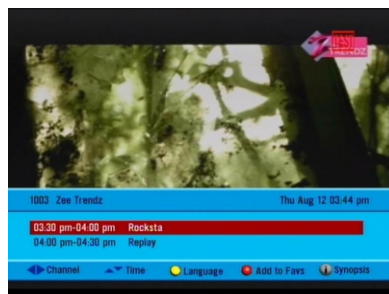 TRENDZ
1003 Zee Trendz Thu Aug 12 03:44 pm
03:30 pm-04:00 pm Rocksta
04:00 pm-04:30 pm Replay
Channel Time Language Add to Favs Synopsis